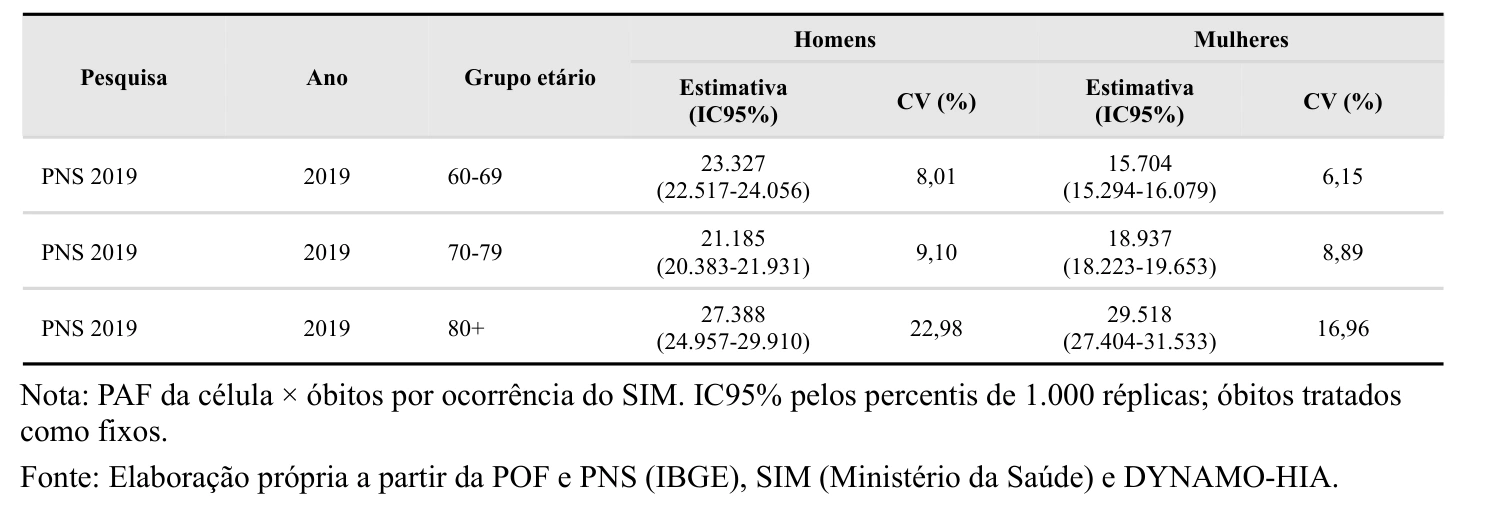 Homens Mulheres
Pesquisa Ano Grupo etário Estimativa (IC95%) CV (%) Estimativa (IC95%) CV (%)
PNS 2019 2019 60-69 23.327 (22.517-24.056) 8,01 15.704 (15.294-16.079) 6,15
PNS 2019 2019 70-79 21.185 (20.383-21.931) 9,10 18.937 (18.223-19.653) 8,89
PNS 2019 2019 80+ 27.388 (24.957-29.910) 22,98 29.518 (27.404-31.533) 16,96
Nota: PAF da célula × óbitos por ocorrência do SIM. IC95% pelos percentis de 1.000 réplicas; óbitos tratados
como fixos.
Fonte: Elaboração própria a partir da POF e PNS (IBGE), SIM (Ministério da Saúde) e DYNAMO-HIA.